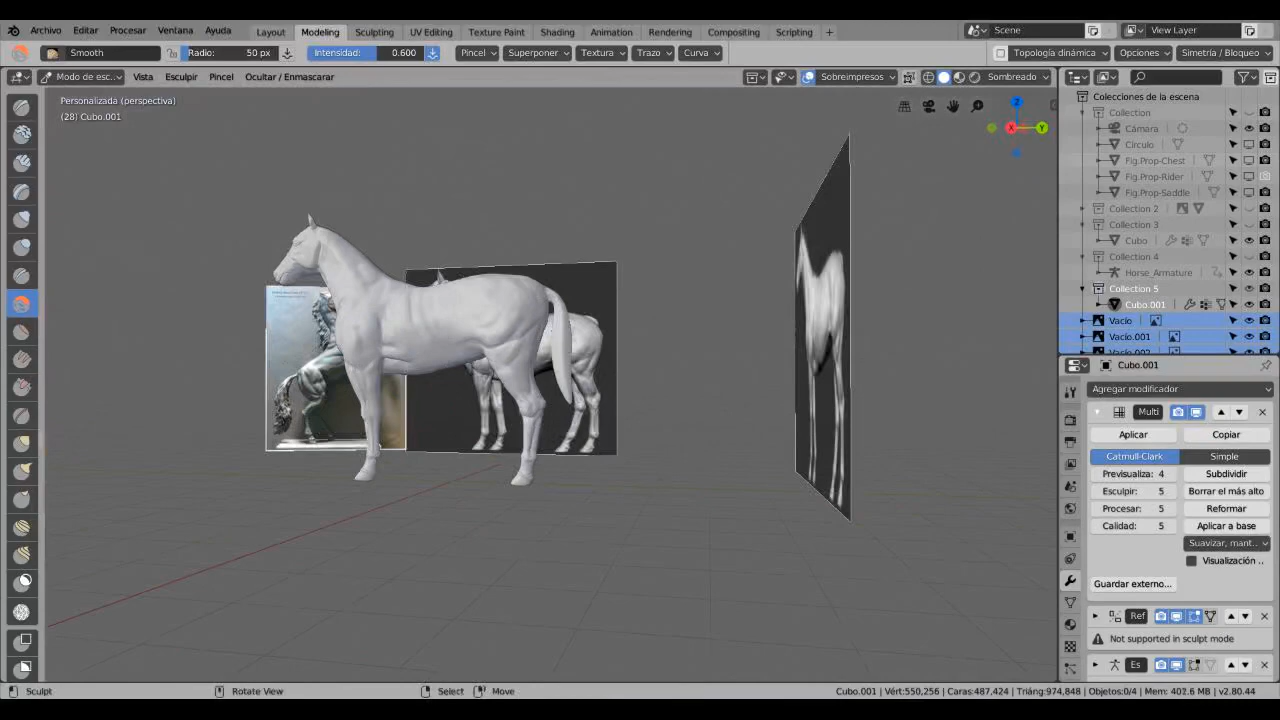 Archivo Editar Procesar Ventana Ayuda Layout Modeling Sculpting UV Editing Texture Paint Shading Animation Rendering Compositing Scripting + Scene View Layer
Smooth Radio: 50 px Intensidad: 0.600 Pincel Superponer Textura Trazo Curva Topología dinámica Opciones Simetría / Bloqueo
Modo de esc.. Vista Esculpir Pincel Ocultar / Enmascarar Sobreimpresos Sombreado
Personalizada (perspectiva)
(28) Cubo.001
Z
X
Y
Colecciones de la escena
Collection
Cámara
Círculo
Fig.Prop-Chest
Fig.Prop-Rider
Fig.Prop-Saddle
Collection 2
Collection 3
Cubo
Collection 4
Horse_Armature
Collection 5
Cubo.001
Vacío
Vacío.001
Vacío.002
Cubo.001
Agregar modificador
Multi
Aplicar Copiar
Catmull-Clark Simple
Previsualiza: 4 Subdividir
Esculpir: 5 Borrar el más alto
Procesar: 5 Reformar
Calidad: 5 Aplicar a base
Suavizar, mant..
Visualización ..
Guardar externo...
Ref
Not supported in sculpt mode
Es
Sculpt Rotate View Select Move Cubo.001 | Vért:550,256 | Caras:487,424 | Triáng:974,848 | Objetos:0/4 | Mem: 402.6 MB | v2.80.44